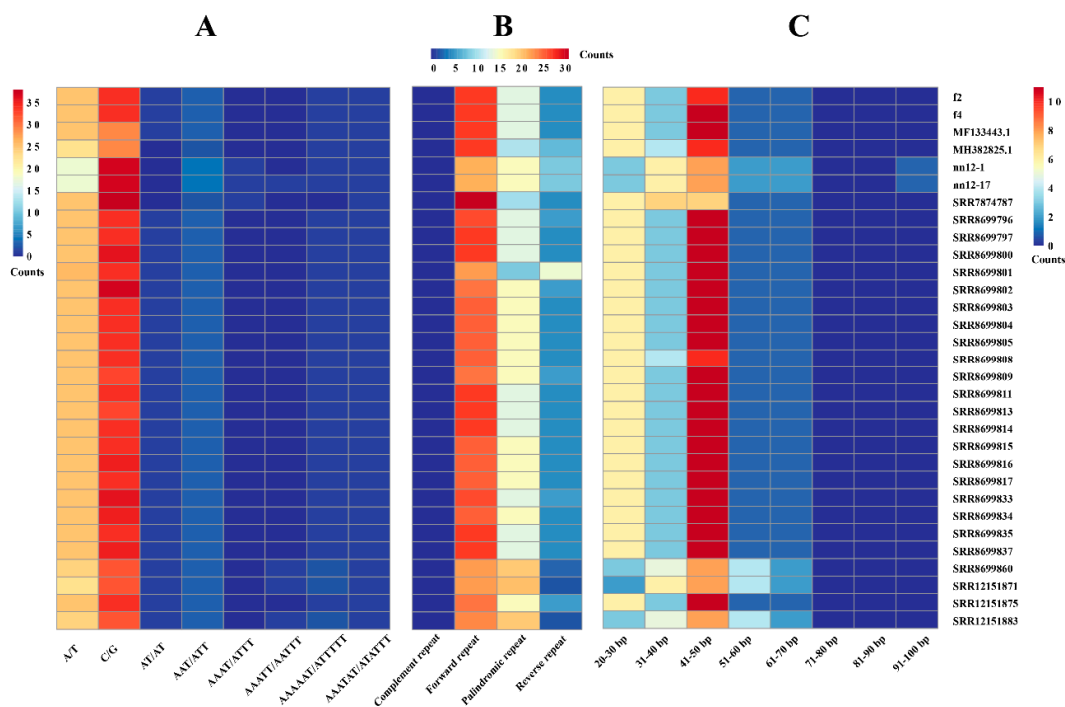 A B C
Counts
0 5 10 15 20 25 30
35
30
25
20
15
10
5
0
Counts
10
8
6
4
2
0
Counts
f2
f4
MF133443.1
MH382825.1
nn12-1
nn12-17
SRR7874787
SRR8699796
SRR8699797
SRR8699800
SRR8699801
SRR8699802
SRR8699803
SRR8699804
SRR8699805
SRR8699808
SRR8699809
SRR8699811
SRR8699813
SRR8699814
SRR8699815
SRR8699816
SRR8699817
SRR8699833
SRR8699834
SRR8699835
SRR8699837
SRR8699860
SRR12151871
SRR12151875
SRR12151883
A/T
C/G
AT/AT
AAT/ATT
AAAT/ATTT
AAATT/AATTT
AAAAAT/ATTTTT
AAATAT/ATATTT
Complement repeat
Forward repeat
Palindromic repeat
Reverse repeat
20-30 bp
31-40 bp
41-50 bp
51-60 bp
61-70 bp
71-80 bp
81-90 bp
91-100 bp